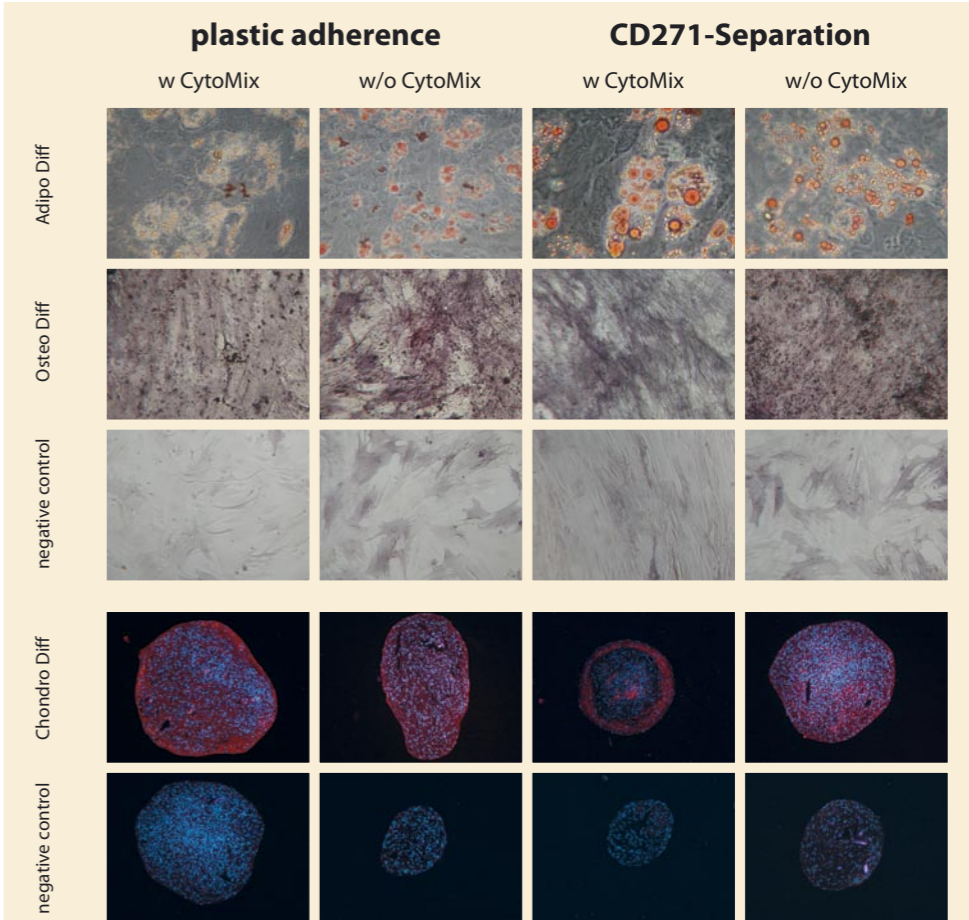 plastic adherence
CD271-Separation
w CytoMix
w/o CytoMix
w CytoMix
w/o CytoMix
Adipo Diff
Osteo Diff
negative control
Chondro Diff
negative control